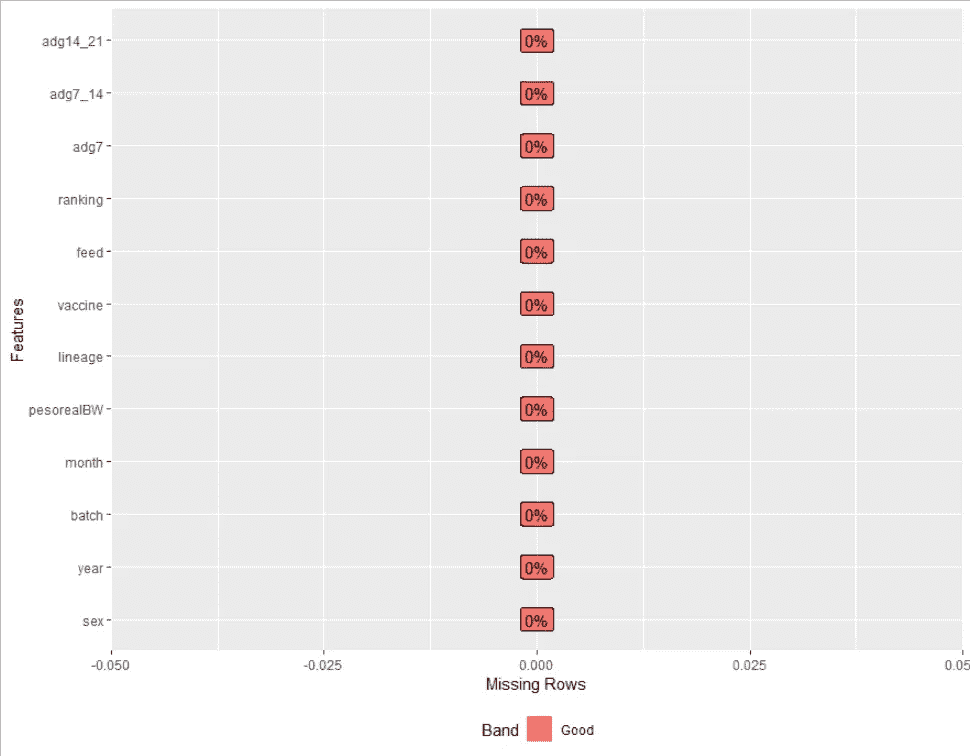 adg14_21 0%
adg7_14 0%
adg7 0%
ranking 0%
feed 0%
vaccine 0%
lineage 0%
pesorealBW 0%
month 0%
batch 0%
year 0%
sex 0%
Features
-0.050 -0.025 0.000 0.025 0.05
Missing Rows
Band Good